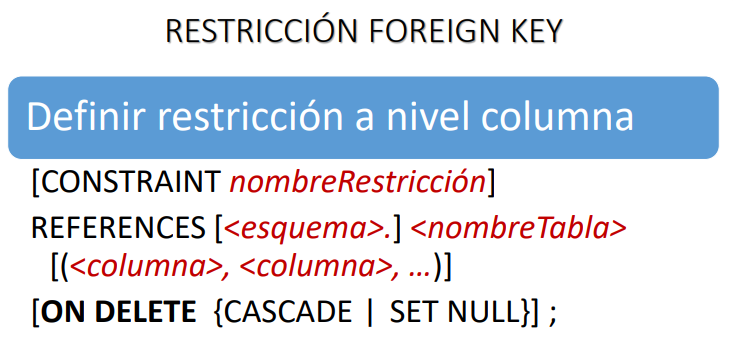 RESTRICCIÓN FOREIGN KEY
Definir restricción a nivel columna
[CONSTRAINT nombreRestricción]
REFERENCES [<esquema>.] <nombreTabla>
[(<columna>, <columna>, …)]
[ON DELETE {CASCADE | SET NULL}] ;